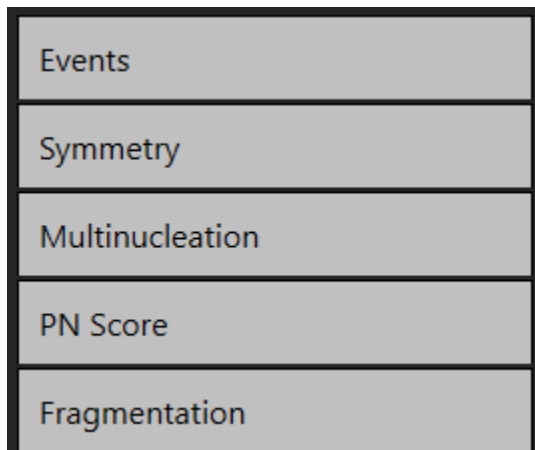 Events
Symmetry
Multinucleation
PN Score
Fragmentation